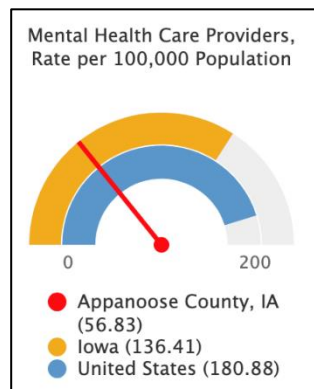 Mental Health Care Providers,
Rate per 100,000 Population
0
200
Appanoose County, IA
(56.83)
Iowa (136.41)
United States (180.88)